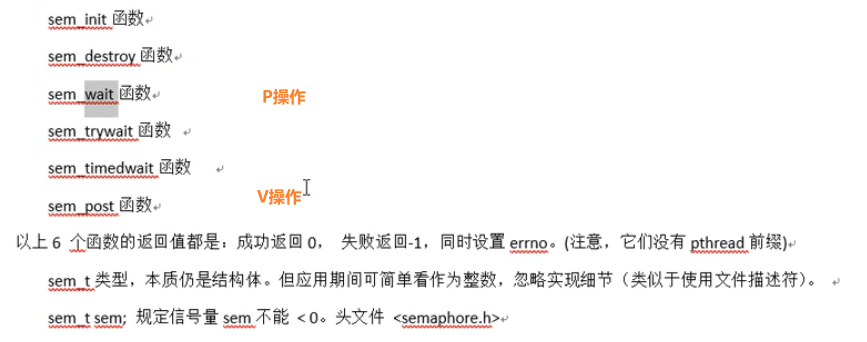 sem_init 函数
sem_destroy 函数
sem_wait 函数 P操作
sem_trywait 函数
sem_timedwait 函数
sem_post 函数 V操作
以上 6 个函数的返回值都是：成功返回 0， 失败返回-1，同时设置 errno。(注意，它们没有 pthread 前缀)
sem_t 类型，本质仍是结构体。但应用期间可简单看作为整数，忽略实现细节（类似于使用文件描述符）。
sem_t sem; 规定信号量 sem 不能 < 0。头文件 <semaphore.h>